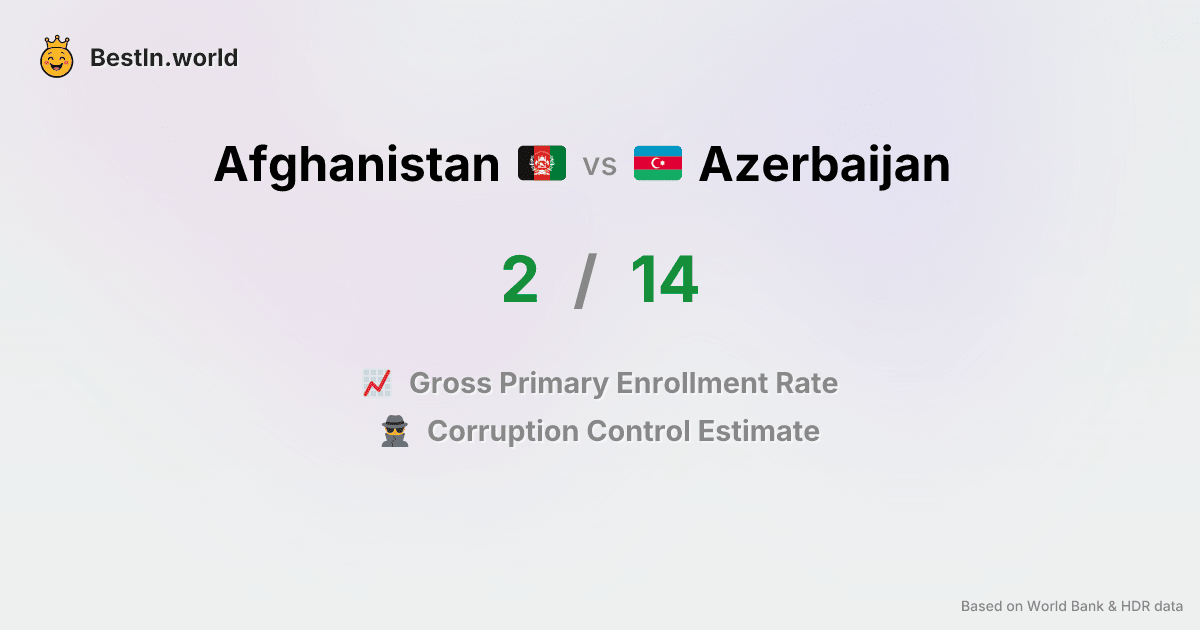 BestIn.world
Afghanistan vs Azerbaijan
2 / 14
Gross Primary Enrollment Rate
Corruption Control Estimate
Based on World Bank & HDR data